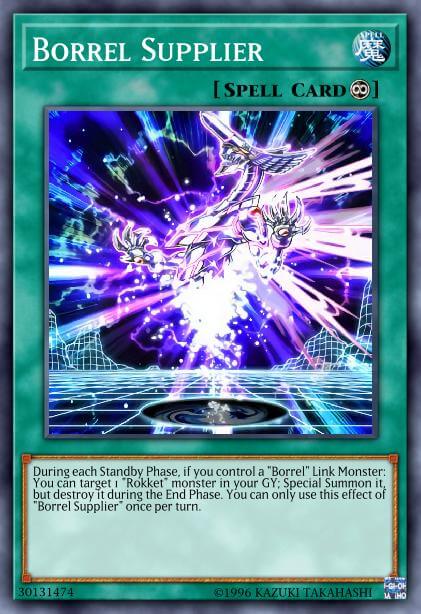 BORREL SUPPLIER
SPELL
魔
[SPELL CARD]
During each Standby Phase, if you control a "Borrel" Link Monster:
You can target 1 "Rokket" monster in your GY; Special Summon it,
but destroy it during the End Phase. You can only use this effect of
"Borrel Supplier" once per turn.
30131474
©1996 KAZUKI TAKAHASHI